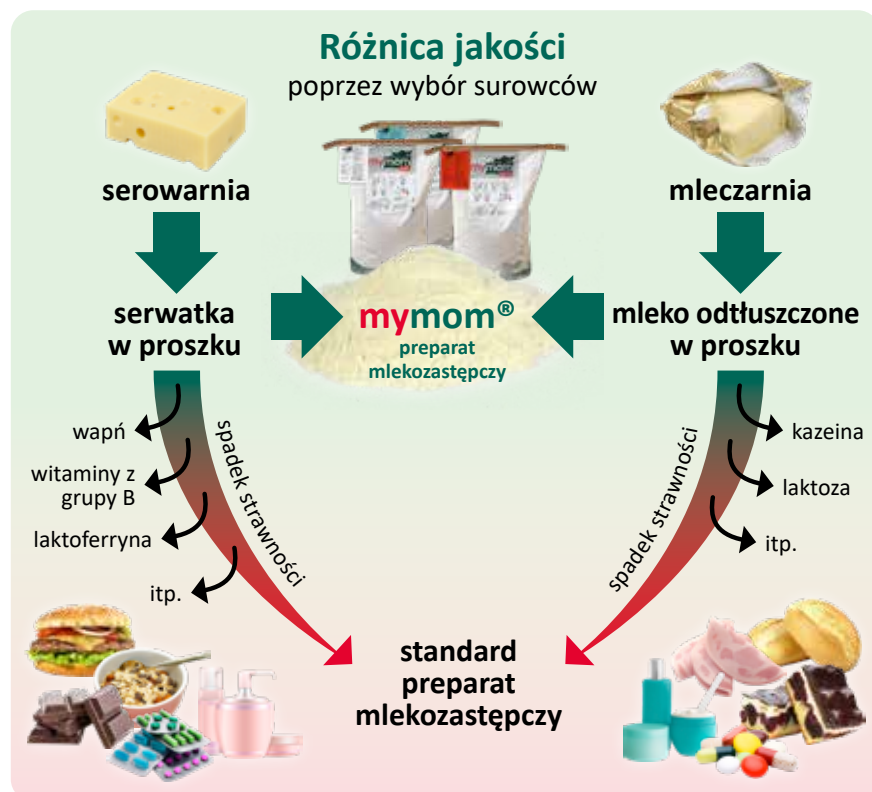 Różnica jakości
poprzez wybór surowców
serowarnia
mleczarnia
mymom
serwatka
w proszku
mymom®
preparat
mlekozastępczy
mleko odtłuszczone
w proszku
wapń
witaminy z
grupy B
laktoferryna
itp.
spadek strawności
spadek strawności
kazeina
laktoza
itp.
standard
preparat
mlekozastępczy